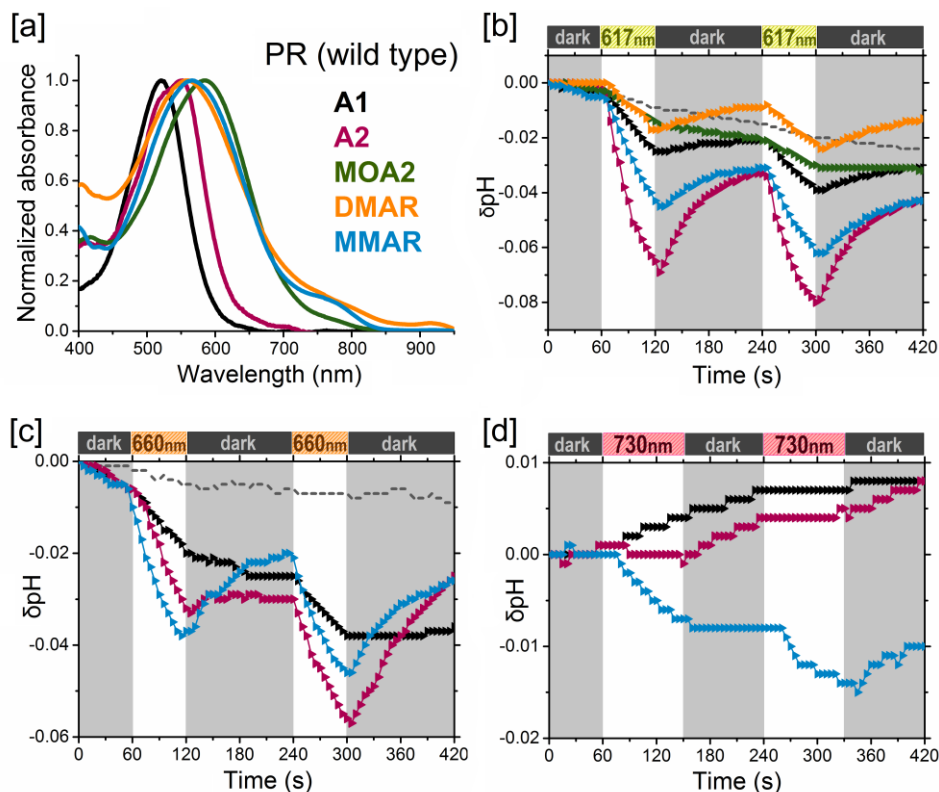 [a]
PR (wild type)
A1
A2
MOA2
DMAR
MMAR
Normalized absorbance
1.0
0.8
0.6
0.4
0.2
0.0
400 500 600 700 800 900
Wavelength (nm)
[b]
dark 617nm dark 617nm dark
δpH
0.00
-0.02
-0.04
-0.06
-0.08
0 60 120 180 240 300 360 420
Time (s)
[c]
dark 660nm dark 660nm dark
δpH
0.00
-0.02
-0.04
-0.06
0 60 120 180 240 300 360 420
Time (s)
[d]
dark 730nm dark 730nm dark
δpH
0.01
0.00
-0.01
-0.02
0 60 120 180 240 300 360 420
Time (s)